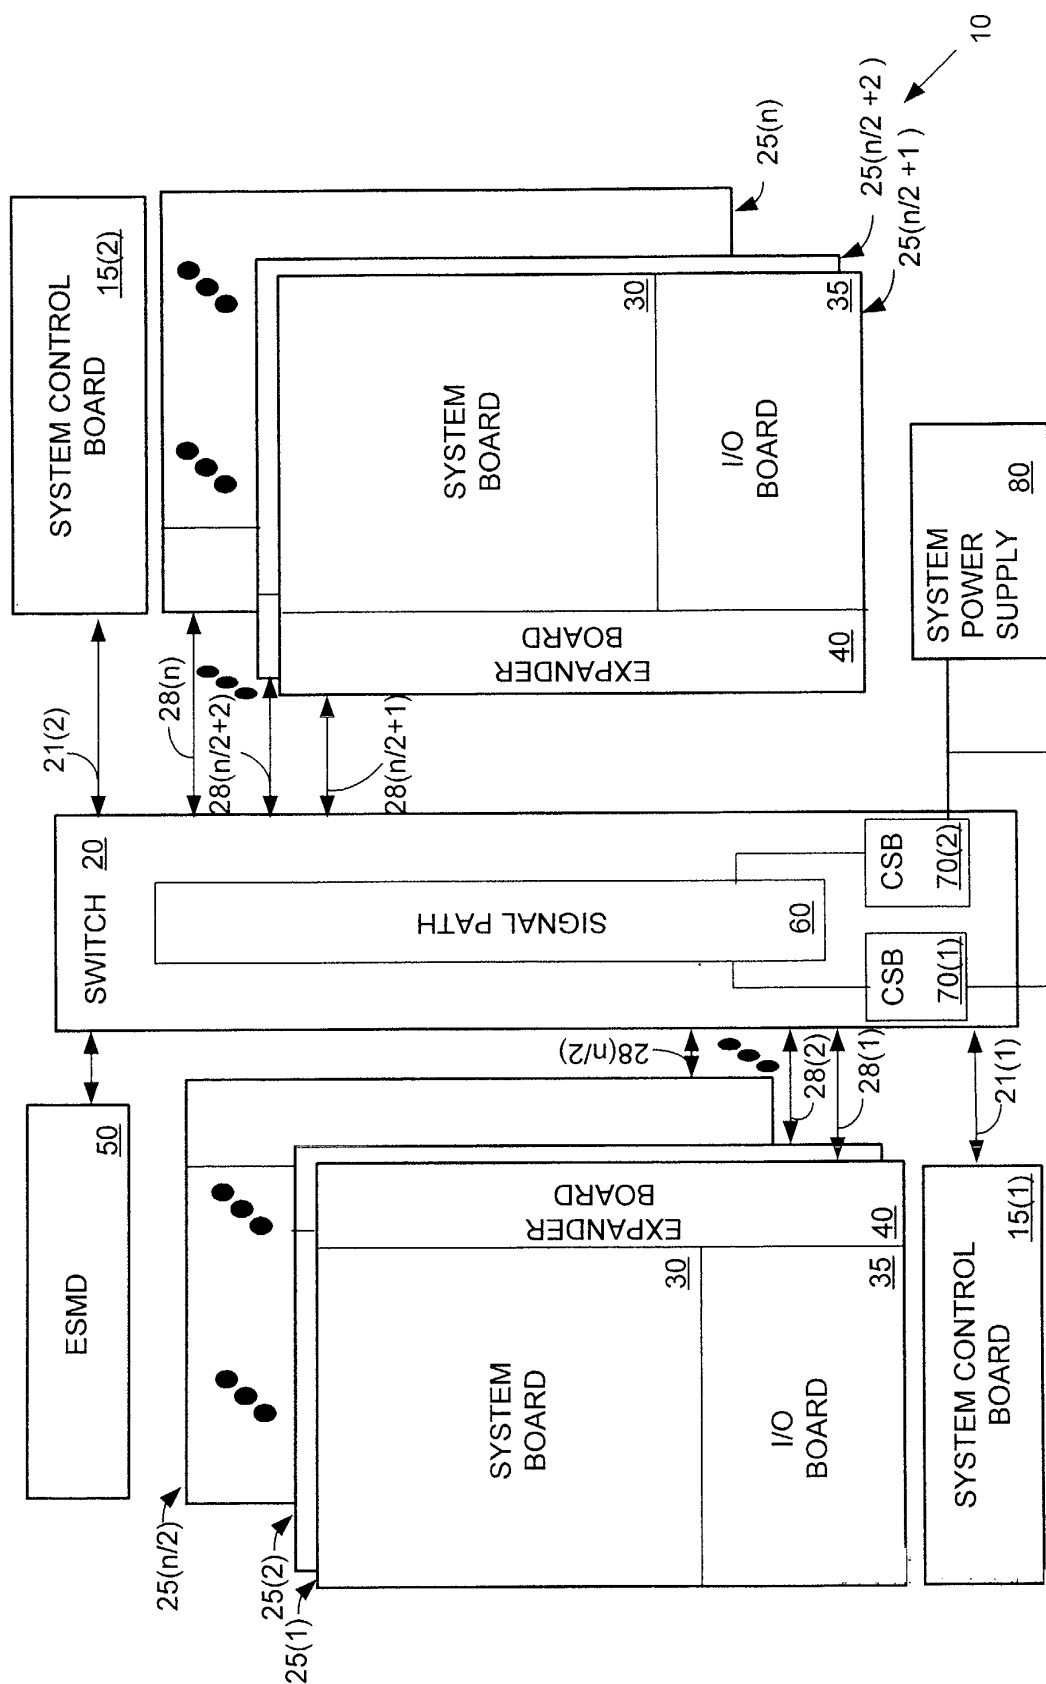 ESMD
50
SWITCH 20
SYSTEM CONTROL
BOARD
15(2)
21(2)
28(n)
28(n/2+2)
28(n/2+1)
25(n/2)
25(2)
25(1)
SYSTEM
BOARD
30
I/O
BOARD
35
EXPANDER
BOARD
40
28(n/2)
28(2)
28(1)
21(1)
SIGNAL PATH
60
CSB
70(1)
CSB
70(2)
EXPANDER
BOARD
40
SYSTEM
BOARD
30
I/O
BOARD
35
25(n)
25(n/2 +2)
25(n/2 +1)
10
SYSTEM CONTROL
BOARD
15(1)
SYSTEM
POWER
SUPPLY
80